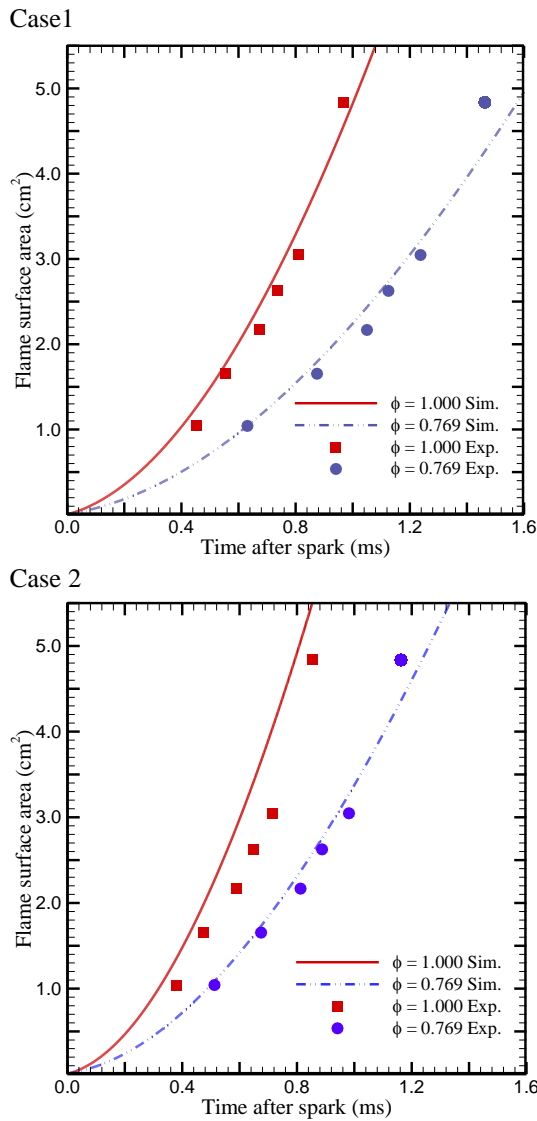 Case1
Flame surface area (cm²)
5.0
4.0
3.0
2.0
1.0
ϕ = 1.000 Sim.
ϕ = 0.769 Sim.
ϕ = 1.000 Exp.
ϕ = 0.769 Exp.
0.0 0.4 0.8 1.2 1.6
Time after spark (ms)
Case 2
Flame surface area (cm²)
5.0
4.0
3.0
2.0
1.0
ϕ = 1.000 Sim.
ϕ = 0.769 Sim.
ϕ = 1.000 Exp.
ϕ = 0.769 Exp.
0.0 0.4 0.8 1.2 1.6
Time after spark (ms)